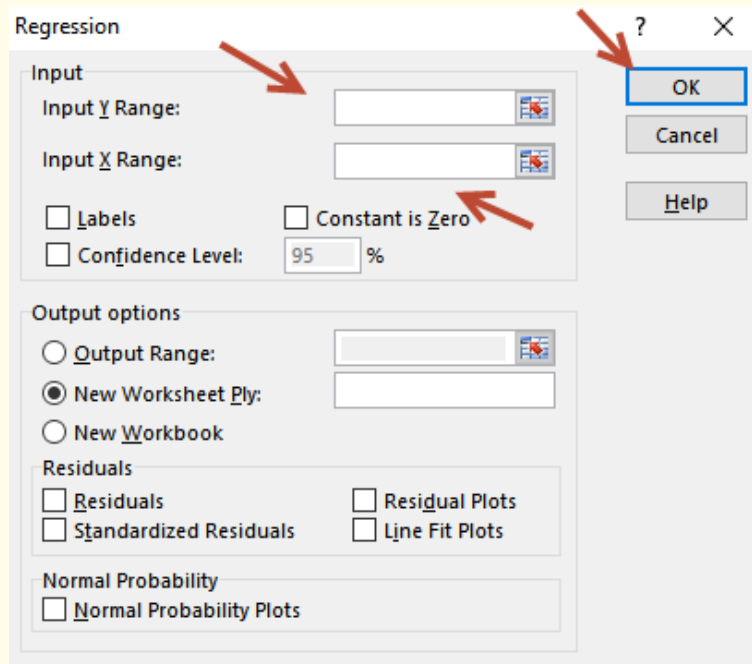 Regression
?
Input
Input Y Range:
Input X Range:
Labels
Constant is Zero
Confidence Level:
95
%
OK
Cancel
Help
Output options
Output Range:
New Worksheet Ply:
New Workbook
Residuals
Residuals
Residual Plots
Standardized Residuals
Line Fit Plots
Normal Probability
Normal Probability Plots